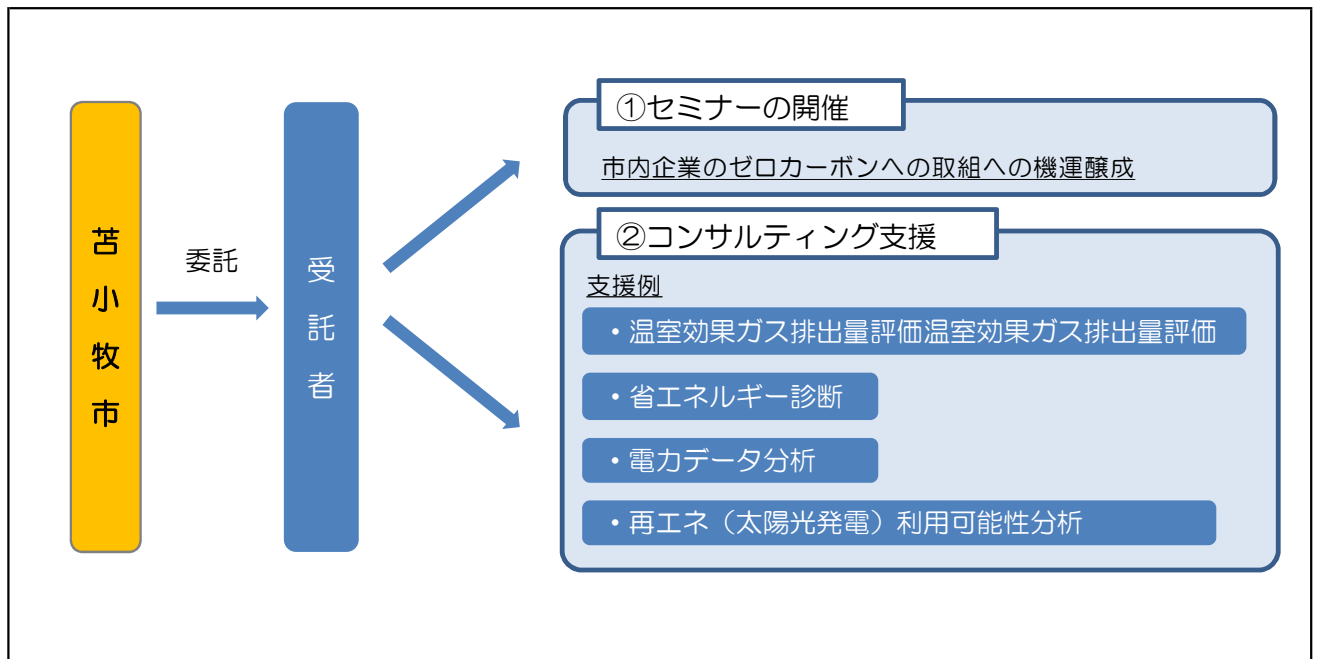 苫小牧市
委託
受託者
①セミナーの開催
市内企業のゼロカーボンへの取組への機運醸成
②コンサルティング支援
支援例
・温室効果ガス排出量評価温室効果ガス排出量評価
・省エネルギー診断
・電力データ分析
・再エネ（太陽光発電）利用可能性分析